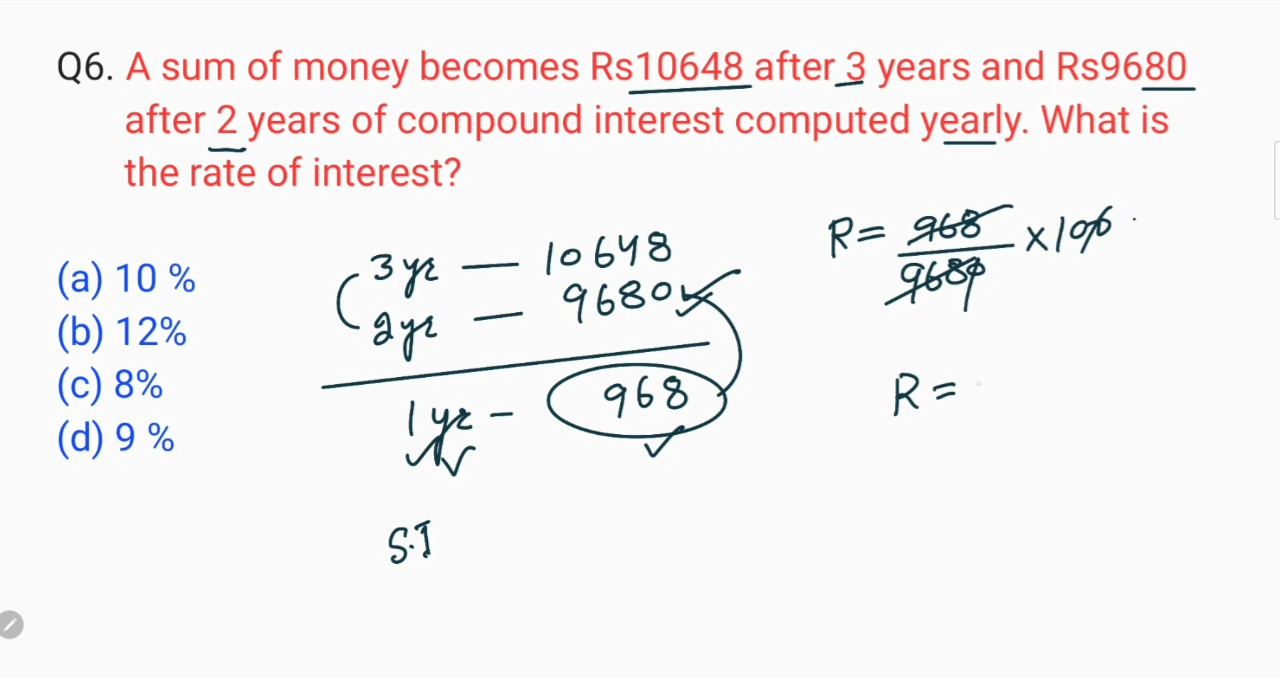 Q6. A sum of money becomes Rs10648 after 3 years and Rs9680
after 2 years of compound interest computed yearly. What is
the rate of interest?
(a) 10 %
(b) 12%
(c) 8%
(d) 9 %
3 yr — 10648
2 yr — 9680
1 yr - 968
S.I
R = 968
9680
x 100
R =